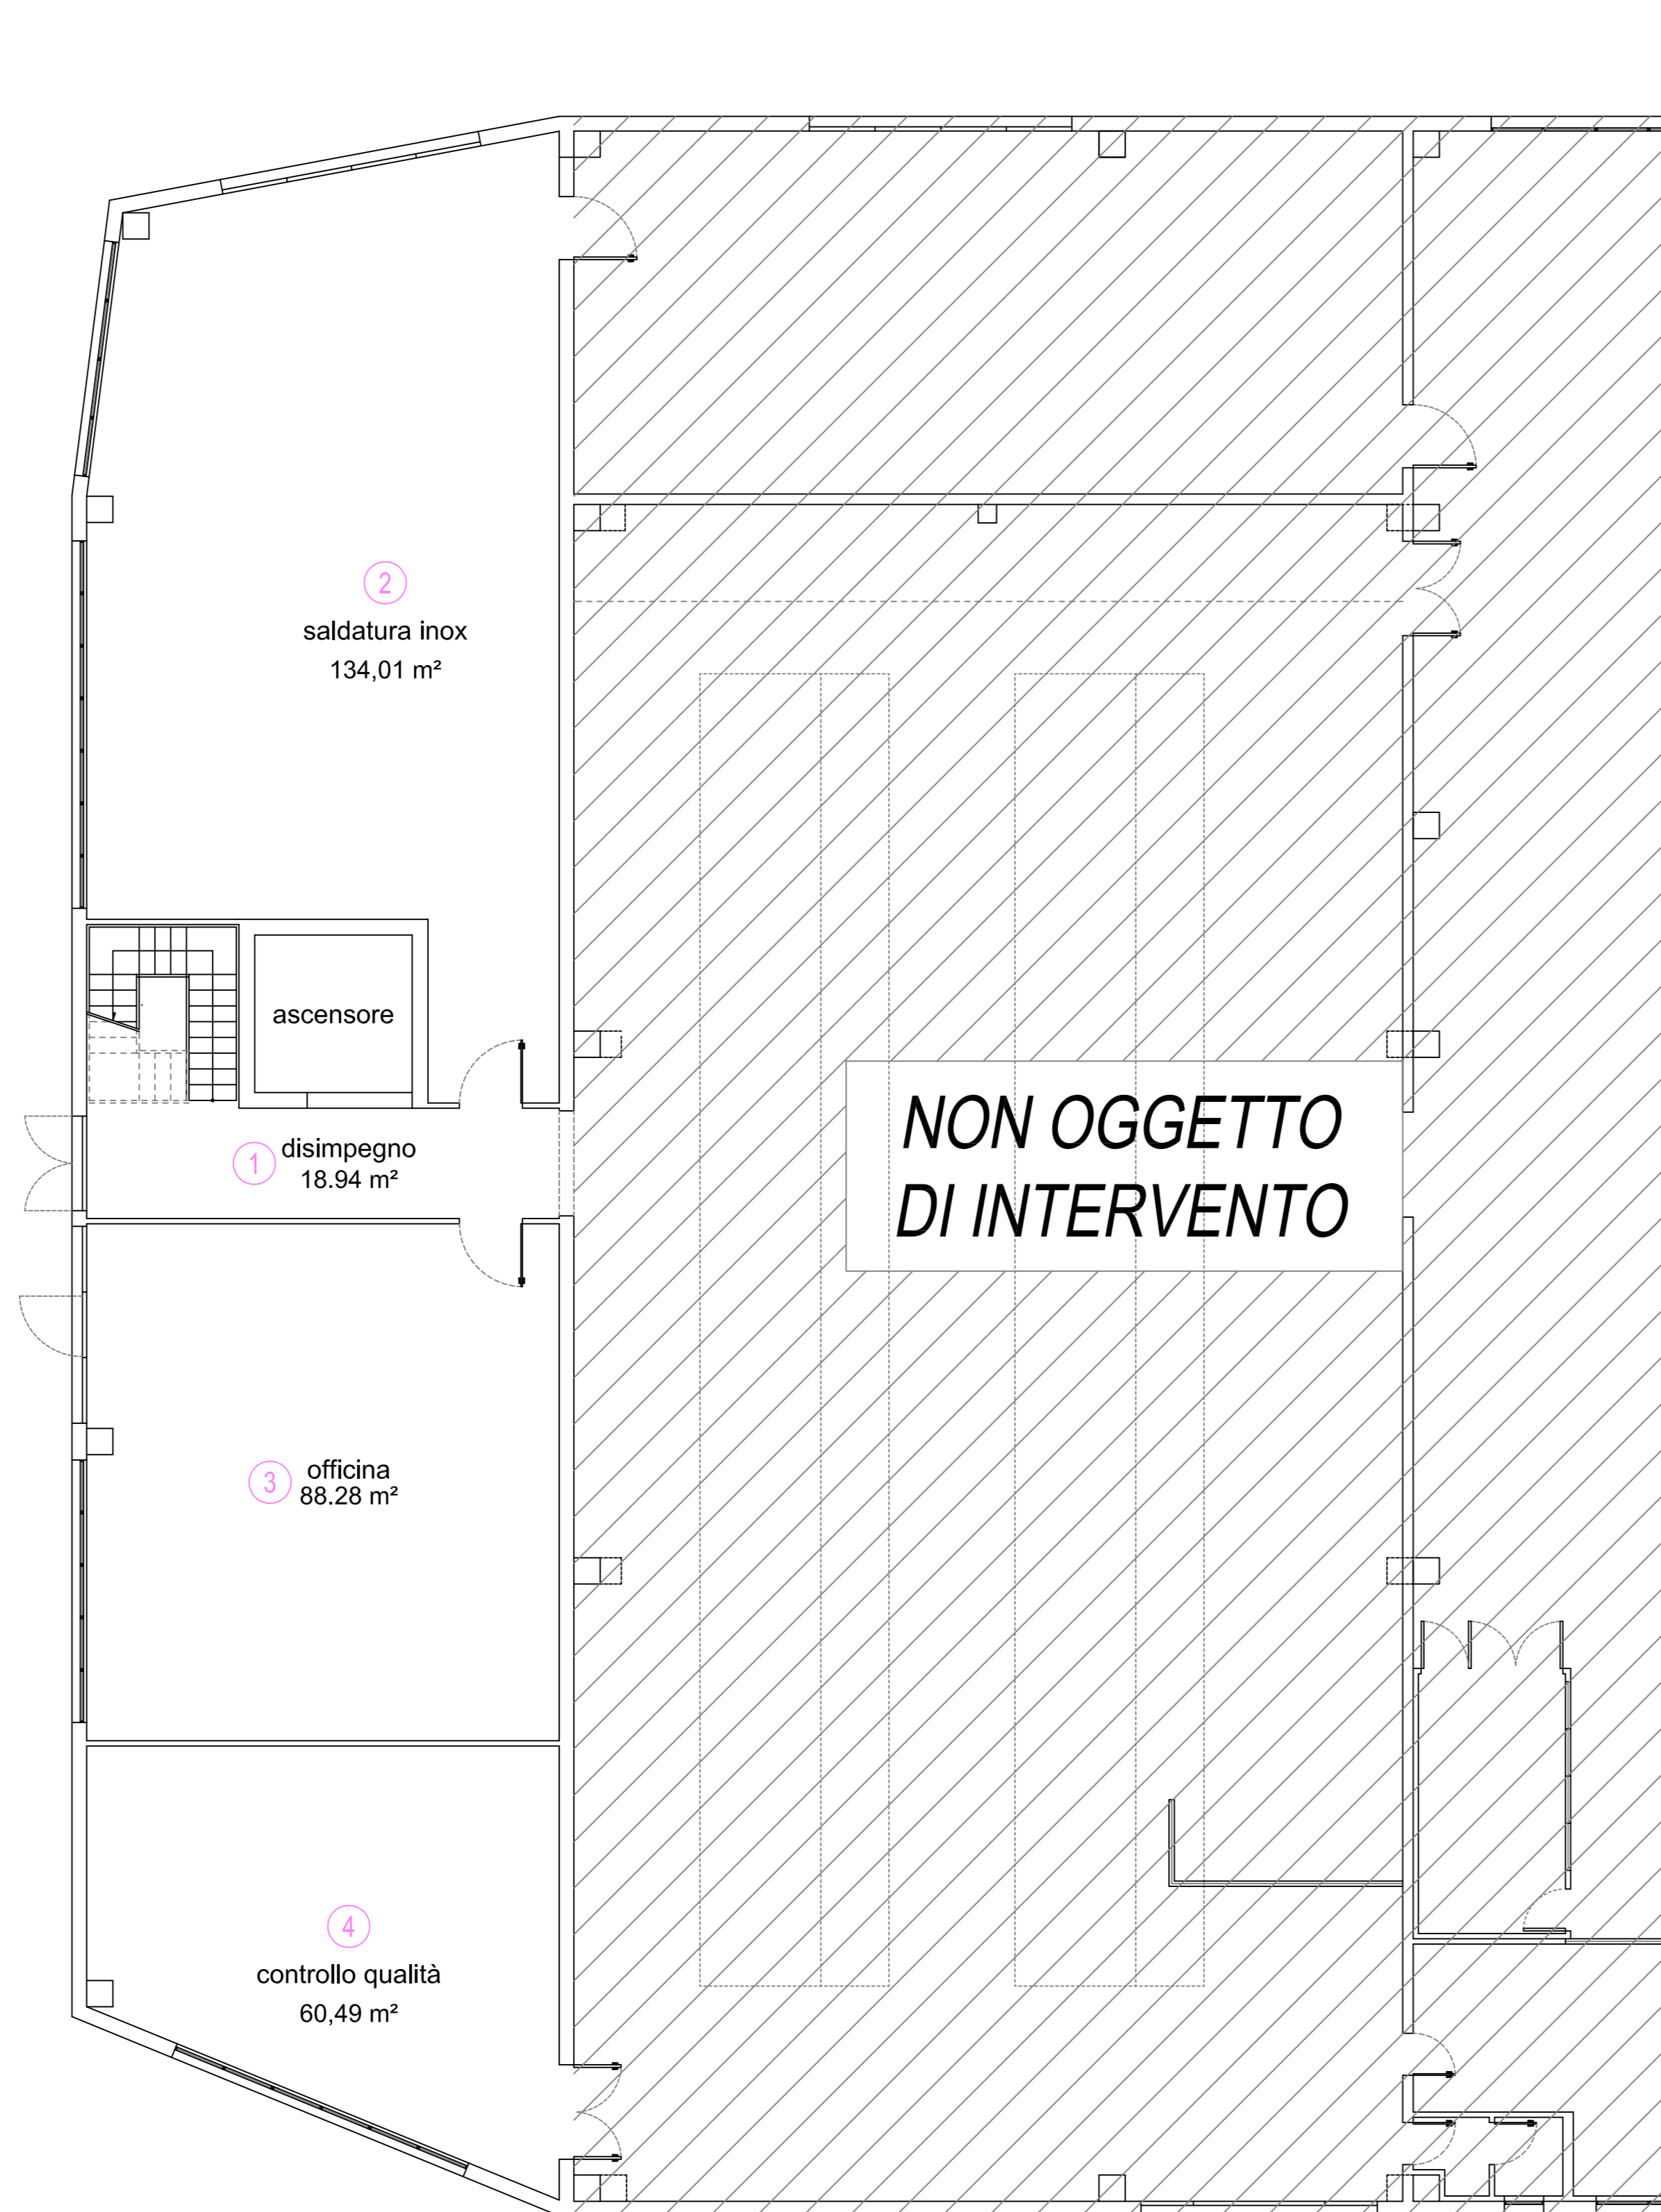 2
saldatura inox
134,01 m²
ascensore
NON OGGETTO
DI INTERVENTO
1
disimpegno
18.94 m²
3
officina
88.28 m²
4
controllo qualità
60,49 m²